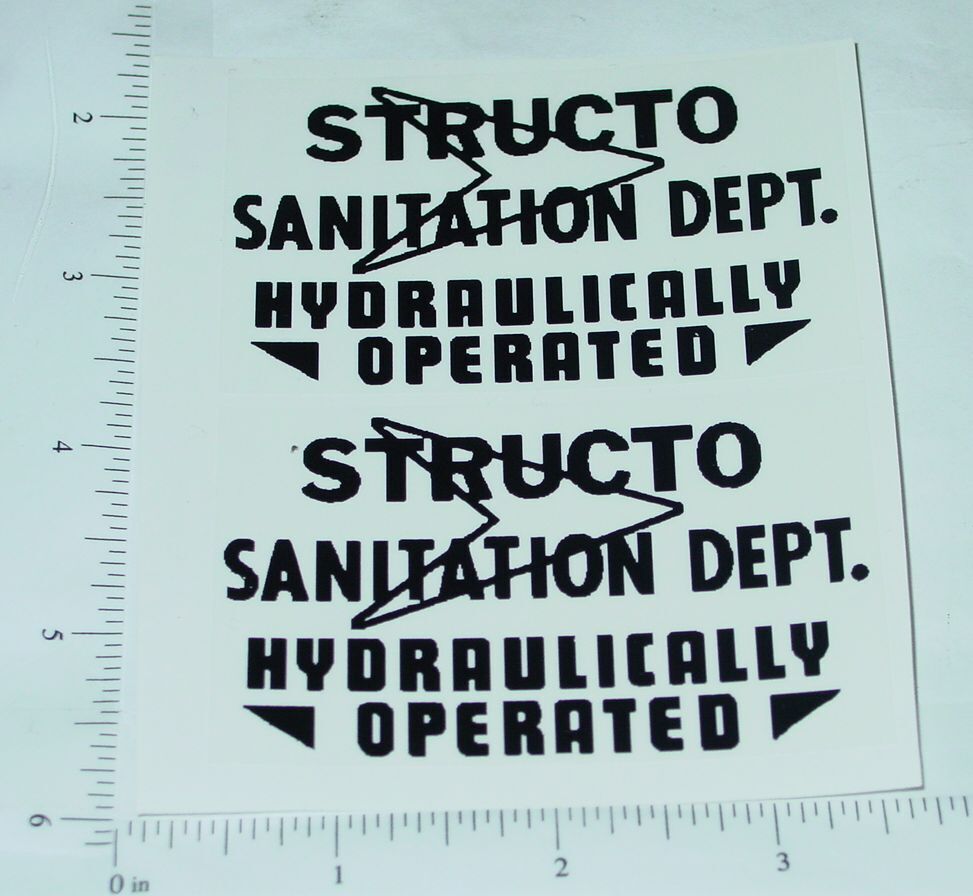 STRUCTO
SANITATION DEPT.
HYDRAULICALLY
OPERATED
STRUCTO
SANITATION DEPT.
HYDRAULICALLY
OPERATED
2
3
4
5
6
0 in 1 2 3